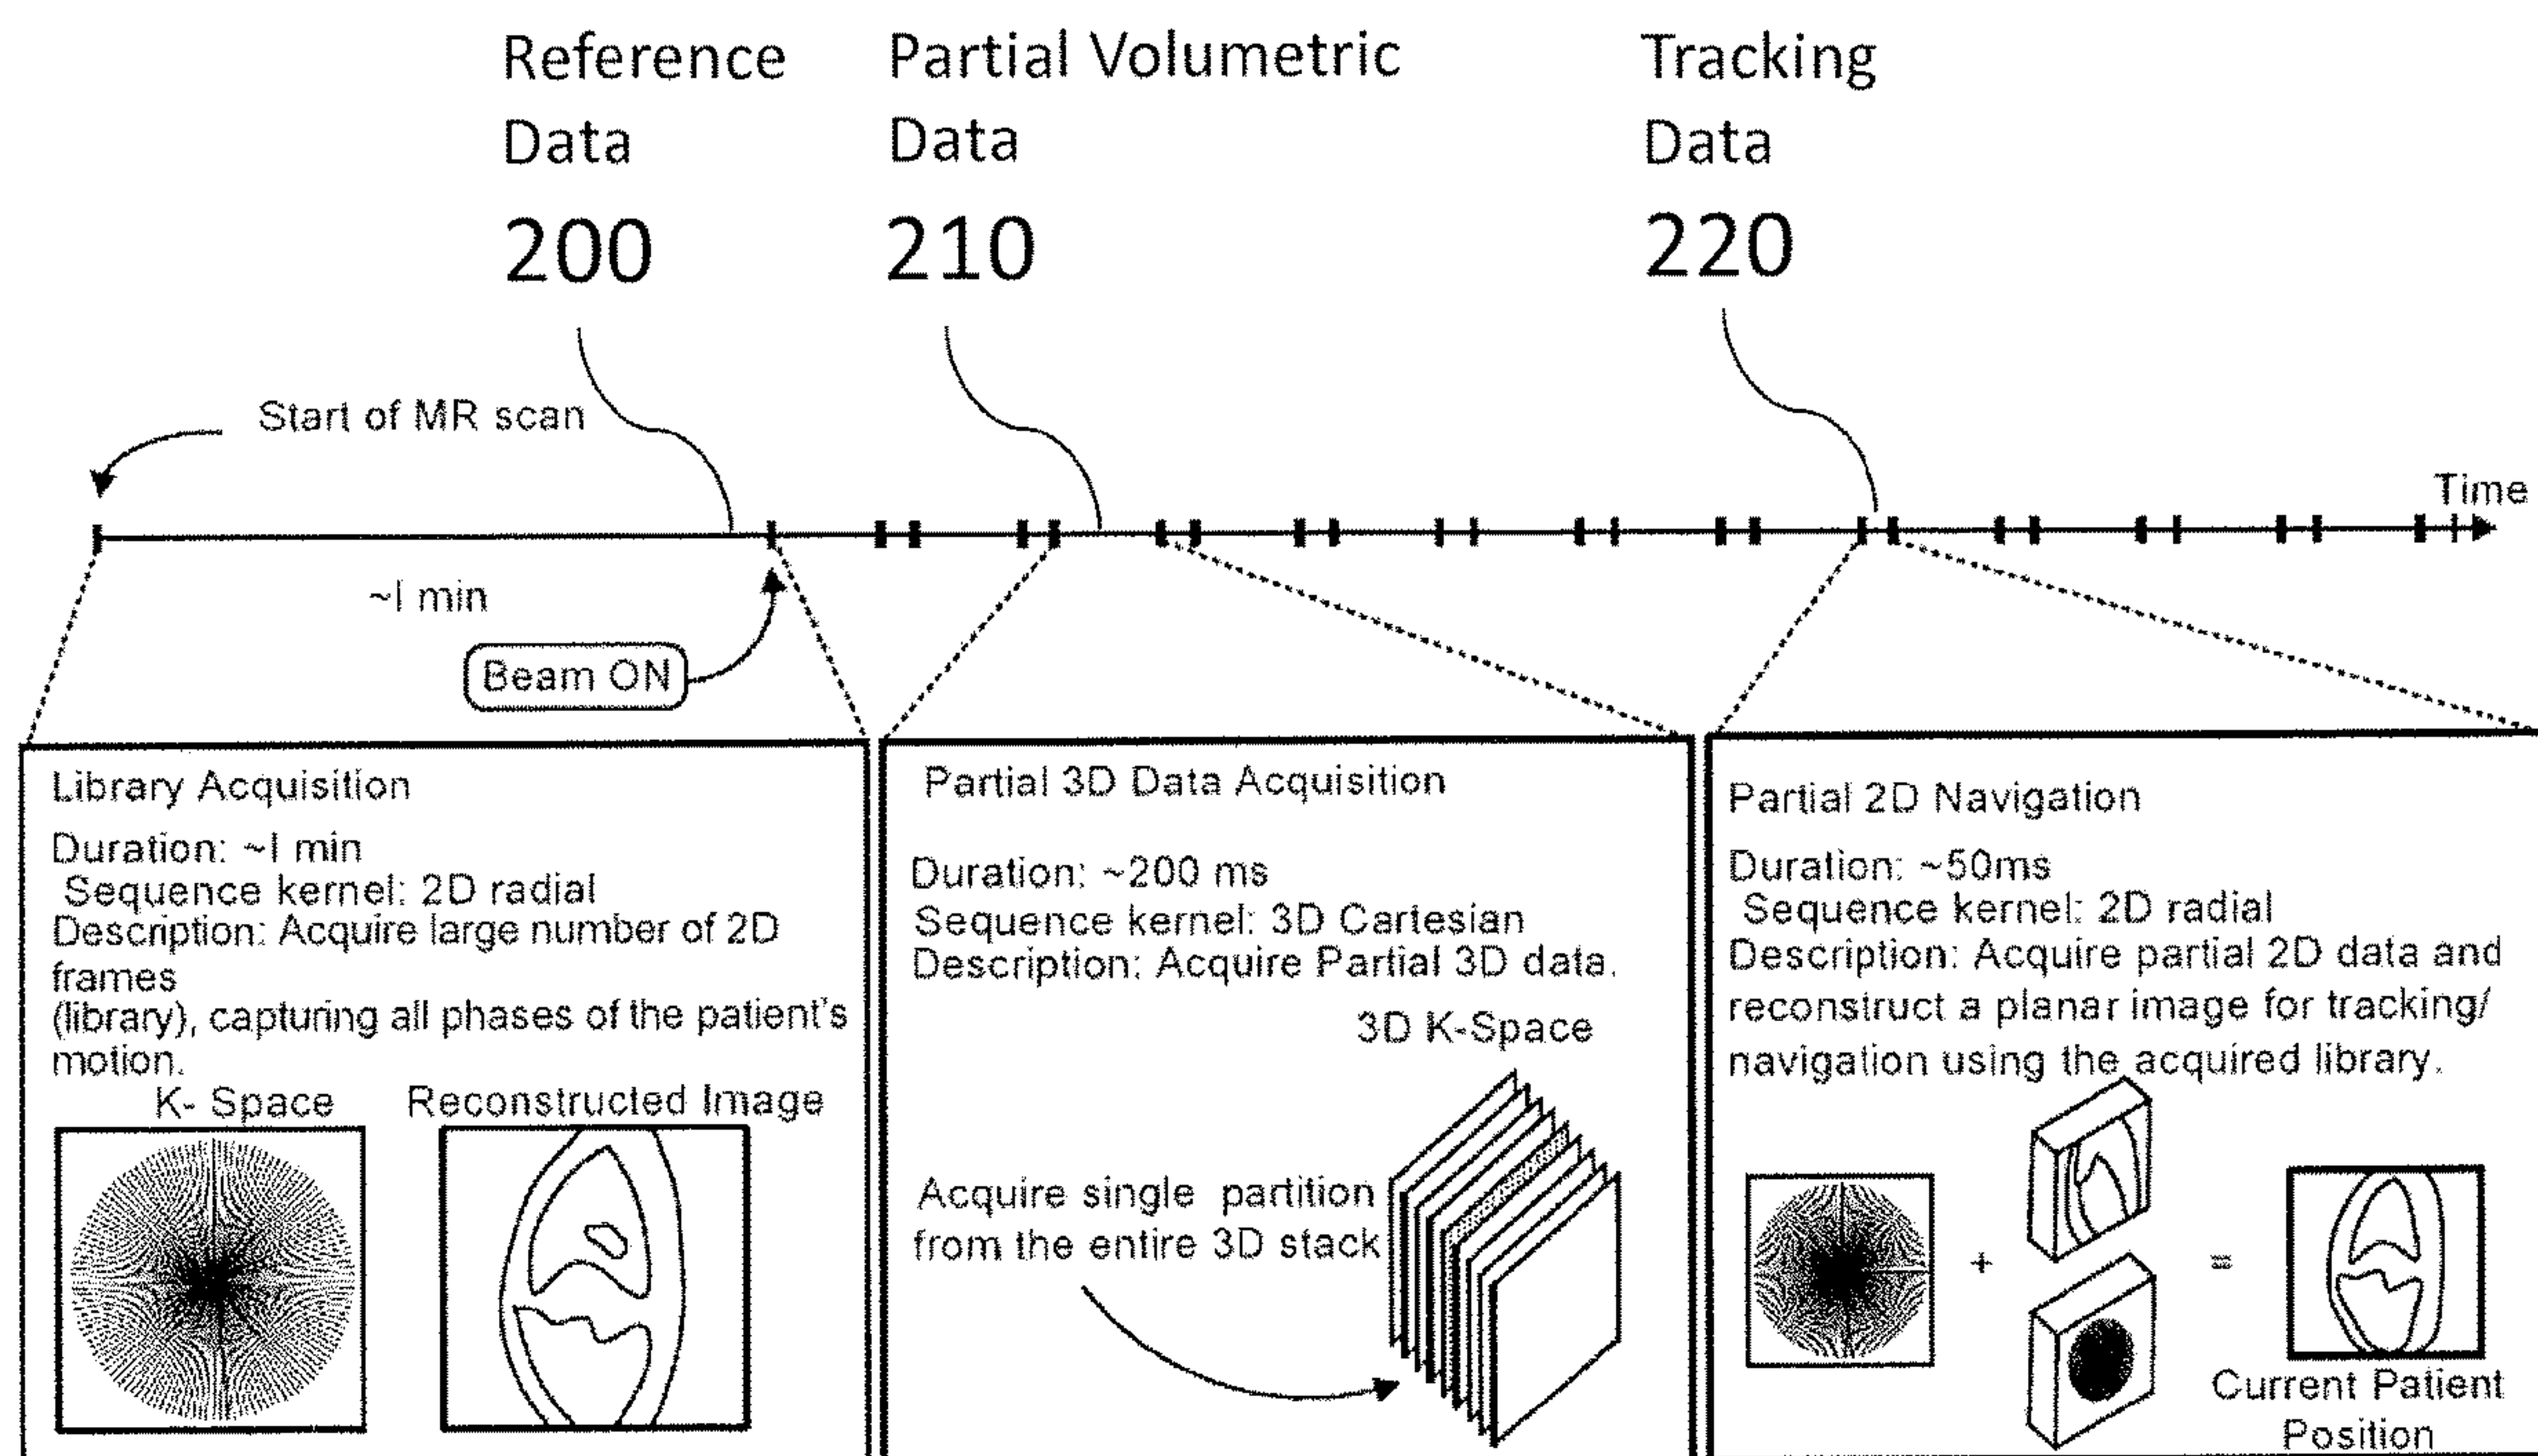 Reference
Data
200
Partial Volumetric
Data
210
Tracking
Data
220
Start of MR scan
Time
~I min
Beam ON
Library Acquisition
Duration: ~I min
Sequence kernel: 2D radial
Description: Acquire large number of 2D
frames
(library), capturing all phases of the patient's
motion.
K- Space
Reconstructed Image
Partial 3D Data Acquisition
Duration: ~200 ms
Sequence kernel: 3D Cartesian
Description: Acquire Partial 3D data.
3D K-Space
Acquire single partition
from the entire 3D stack
Partial 2D Navigation
Duration: ~50ms
Sequence kernel: 2D radial
Description: Acquire partial 2D data and
reconstruct a planar image for tracking/
navigation using the acquired library.
+
=
Current Patient
Position